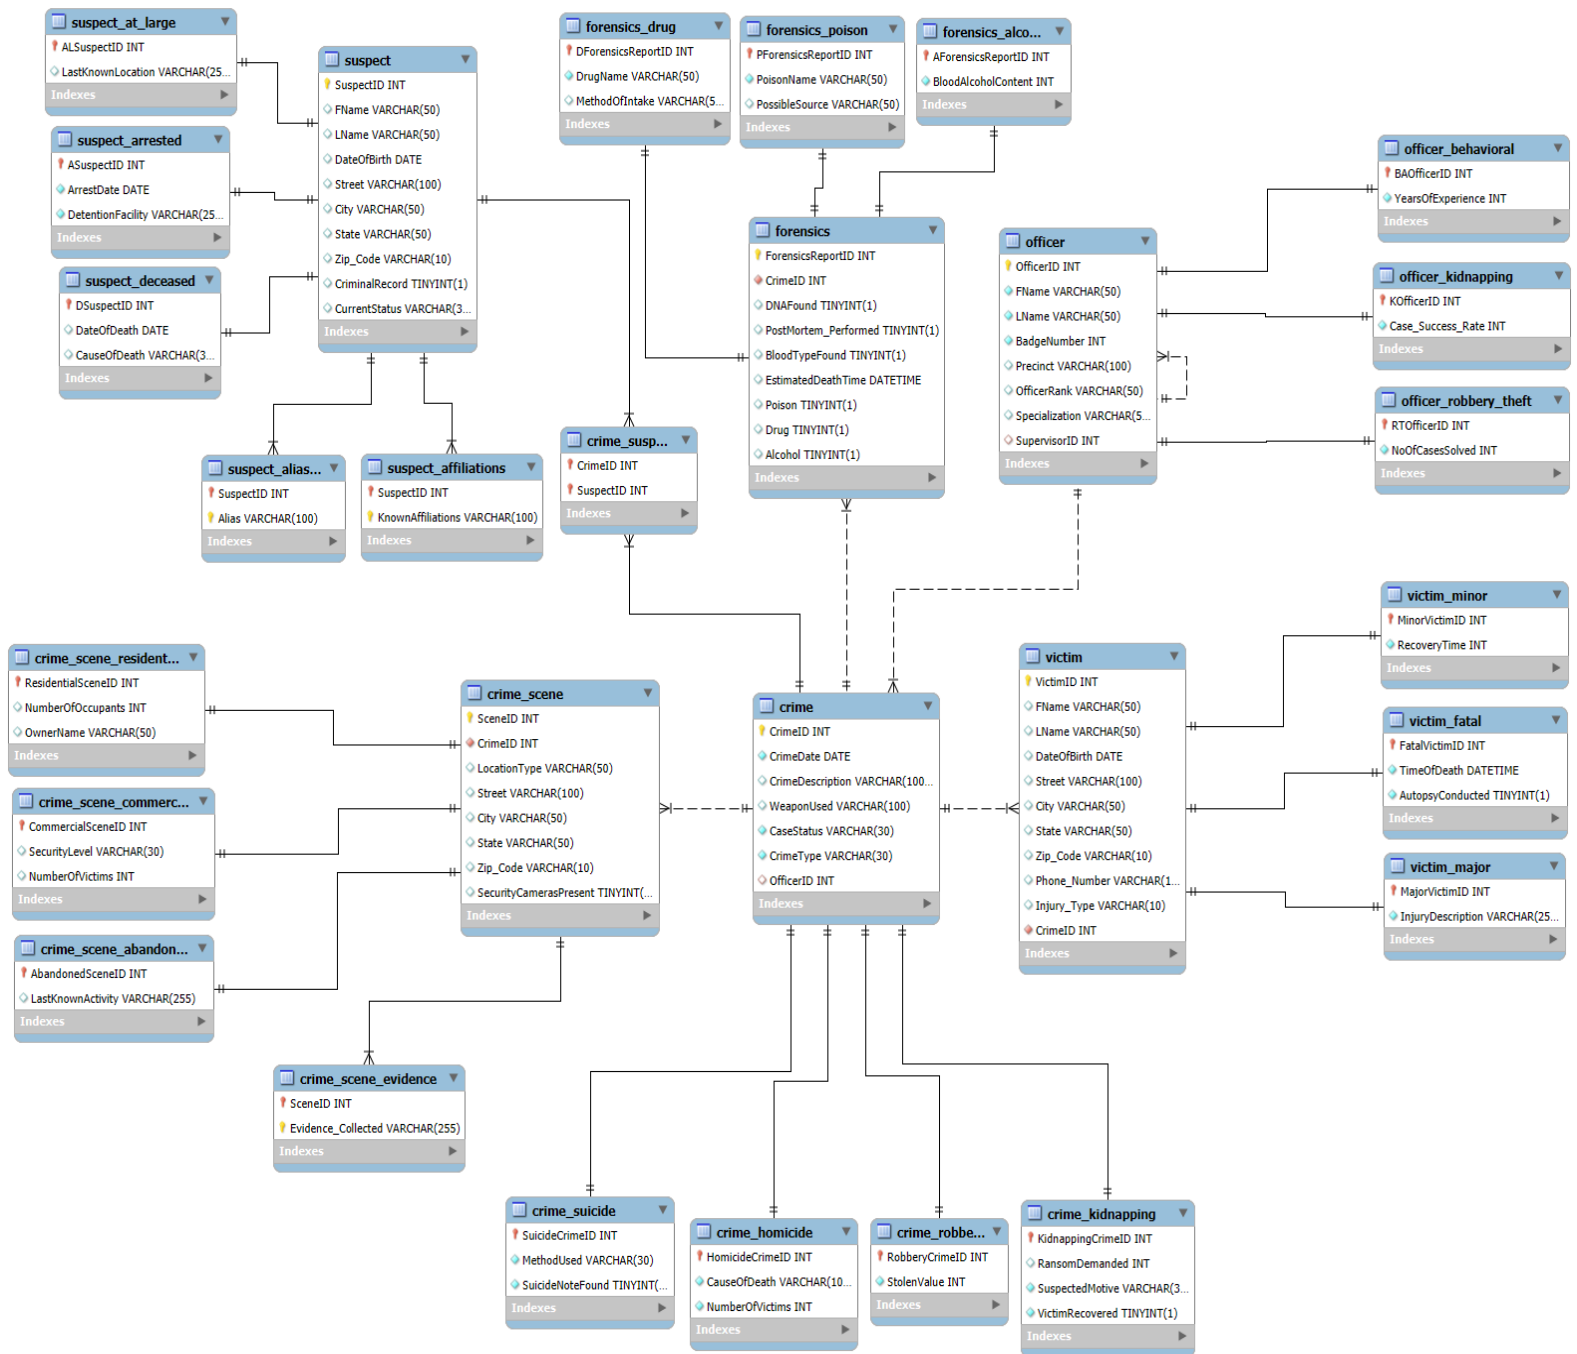 suspect_at_large
ALSuspectID INT
LastKnownLocation VARCHAR(25...
Indexes
suspect_arrested
ASuspectID INT
ArrestDate DATE
DetentionFacility VARCHAR(25...
Indexes
suspect_deceased
DSuspectID INT
DateOfDeath DATE
CauseOfDeath VARCHAR(3...
Indexes
suspect
SuspectID INT
FName VARCHAR(50)
LName VARCHAR(50)
DateOfBirth DATE
Street VARCHAR(100)
City VARCHAR(50)
State VARCHAR(50)
Zip_Code VARCHAR(10)
CriminalRecord TINYINT(1)
CurrentStatus VARCHAR(3...
Indexes
suspect_alias...
SuspectID INT
Alias VARCHAR(100)
Indexes
suspect_affiliations
SuspectID INT
KnownAffiliations VARCHAR(100)
Indexes
forensics_drug
DForensicsReportID INT
DrugName VARCHAR(50)
MethodOfIntake VARCHAR(5...
Indexes
forensics_poison
PForensicsReportID INT
PoisonName VARCHAR(50)
PossibleSource VARCHAR(50)
Indexes
forensics_alco...
AForensicsReportID INT
BloodAlcoholContent INT
Indexes
forensics
ForensicsReportID INT
CrimeID INT
DNAFound TINYINT(1)
PostMortem_Performed TINYINT(1)
BloodTypeFound TINYINT(1)
EstimatedDeathTime DATETIME
Poison TINYINT(1)
Drug TINYINT(1)
Alcohol TINYINT(1)
Indexes
crime_susp...
CrimeID INT
SuspectID INT
Indexes
officer
OfficerID INT
FName VARCHAR(50)
LName VARCHAR(50)
BadgeNumber INT
Precinct VARCHAR(100)
OfficerRank VARCHAR(50)
Specialization VARCHAR(5...
SupervisorID INT
Indexes
officer_behavioral
BAOfficerID INT
YearsOfExperience INT
Indexes
officer_kidnapping
KOfficerID INT
Case_Success_Rate INT
Indexes
officer_robbery_theft
RTOfficerID INT
NoOfCasesSolved INT
Indexes
crime_scene_resident...
ResidentialSceneID INT
NumberOfOccupants INT
OwnerName VARCHAR(50)
Indexes
crime_scene_commerc...
CommercialSceneID INT
SecurityLevel VARCHAR(30)
NumberOfVictims INT
Indexes
crime_scene_abandon...
AbandonedSceneID INT
LastKnownActivity VARCHAR(255)
Indexes
crime_scene
SceneID INT
CrimeID INT
LocationType VARCHAR(50)
Street VARCHAR(100)
City VARCHAR(50)
State VARCHAR(50)
Zip_Code VARCHAR(10)
SecurityCamerasPresent TINYINT(...
Indexes
crime_scene_evidence
SceneID INT
Evidence_Collected VARCHAR(255)
Indexes
crime
CrimeID INT
CrimeDate DATE
CrimeDescription VARCHAR(100...
WeaponUsed VARCHAR(100)
CaseStatus VARCHAR(30)
CrimeType VARCHAR(30)
OfficerID INT
Indexes
victim
VictimID INT
FName VARCHAR(50)
LName VARCHAR(50)
DateOfBirth DATE
Street VARCHAR(100)
City VARCHAR(50)
State VARCHAR(50)
Zip_Code VARCHAR(10)
Phone_Number VARCHAR(1...
Injury_Type VARCHAR(10)
CrimeID INT
Indexes
victim_minor
MinorVictimID INT
RecoveryTime INT
Indexes
victim_fatal
FatalVictimID INT
TimeOfDeath DATETIME
AutopsyConducted TINYINT(1)
Indexes
victim_major
MajorVictimID INT
InjuryDescription VARCHAR(25...
Indexes
crime_suicide
SuicideCrimeID INT
MethodUsed VARCHAR(30)
SuicideNoteFound TINYINT(...
Indexes
crime_homicide
HomicideCrimeID INT
CauseOfDeath VARCHAR(10...
NumberOfVictims INT
Indexes
crime_robbe...
RobberyCrimeID INT
StolenValue INT
Indexes
crime_kidnapping
KidnappingCrimeID INT
RansomDemanded INT
SuspectedMotive VARCHAR(3...
VictimRecovered TINYINT(1)
Indexes